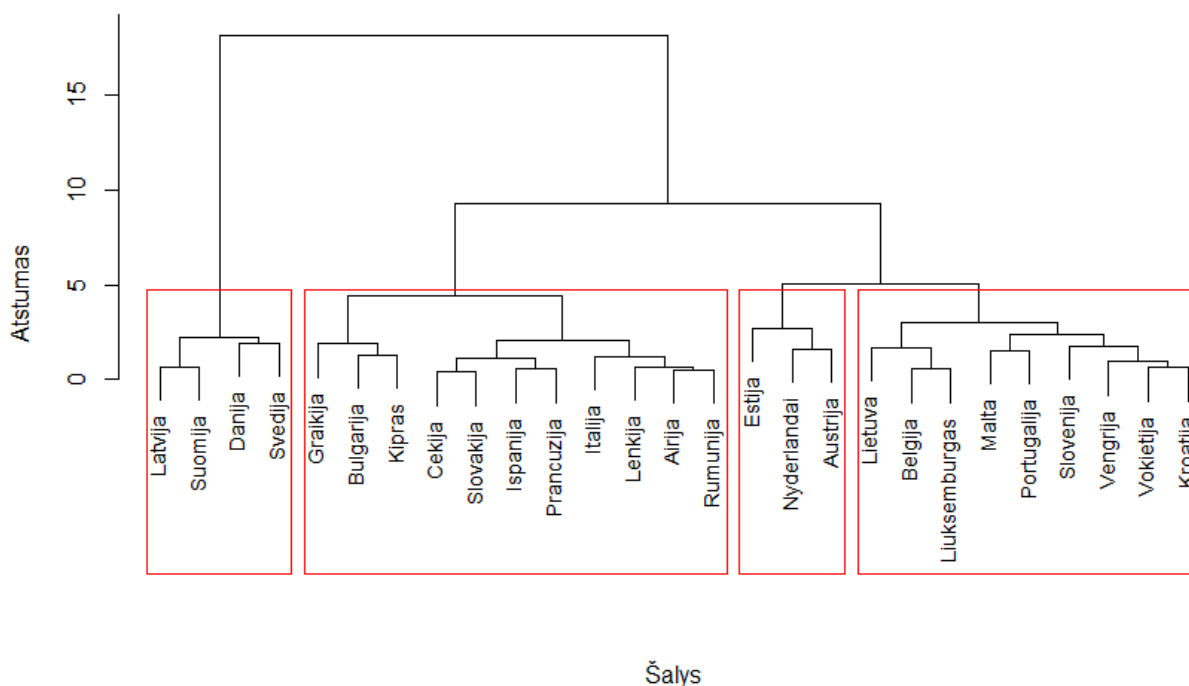 Atstumas
15
10
5
0
Latvija
Suomija
Danija
Svedija
Graikija
Bulgarija
Kipras
Cekija
Slovakija
Ispanija
Prancuzija
Italija
Lenkija
Airija
Rumunija
Estija
Nyderlandai
Austrija
Lietuva
Belgija
Liuksemburgas
Malta
Portugalija
Slovenija
Vengrija
Vokietija
Kroatija
Šalys